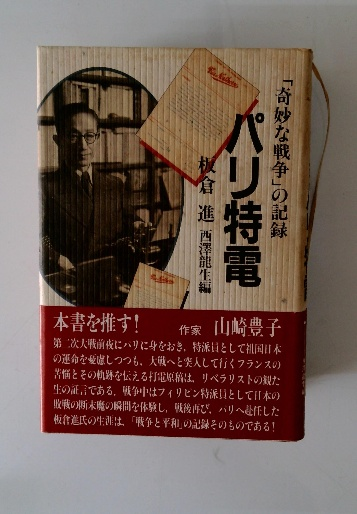 「奇妙な戦争」の記録
パリ特電
板倉 進
西澤龍生編
本書を推す! 作家 山崎豊子
第二次大戦前夜にパリに身をおき、特派員として祖国日本
の運命を憂慮しつつも、大戦へと突入して行くフランスの
苦悩とその軌跡を伝える打電原稿は、リベラリストの観た
生の証言である。戦争中はフィリピン特派員として日本の
敗戦の断末魔の瞬間を体験し、戦後再び、パリへ赴任した
板倉進氏の生涯は、「戦争と平和」の記録そのものである!